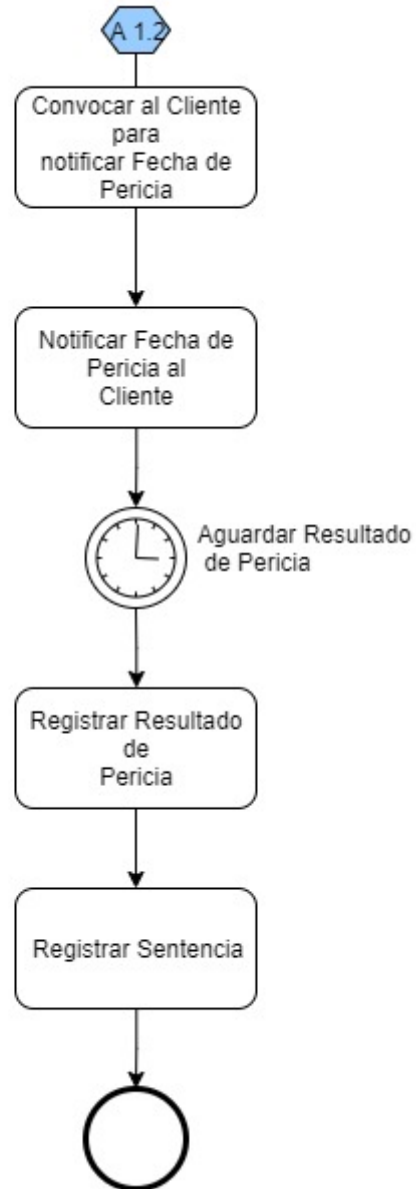 A 1.2
Convocar al Cliente
para
notificar Fecha de
Pericia
Notificar Fecha de
Pericia al
Cliente
Aguardar Resultado
de Pericia
Registrar Resultado
de
Pericia
Registrar Sentencia